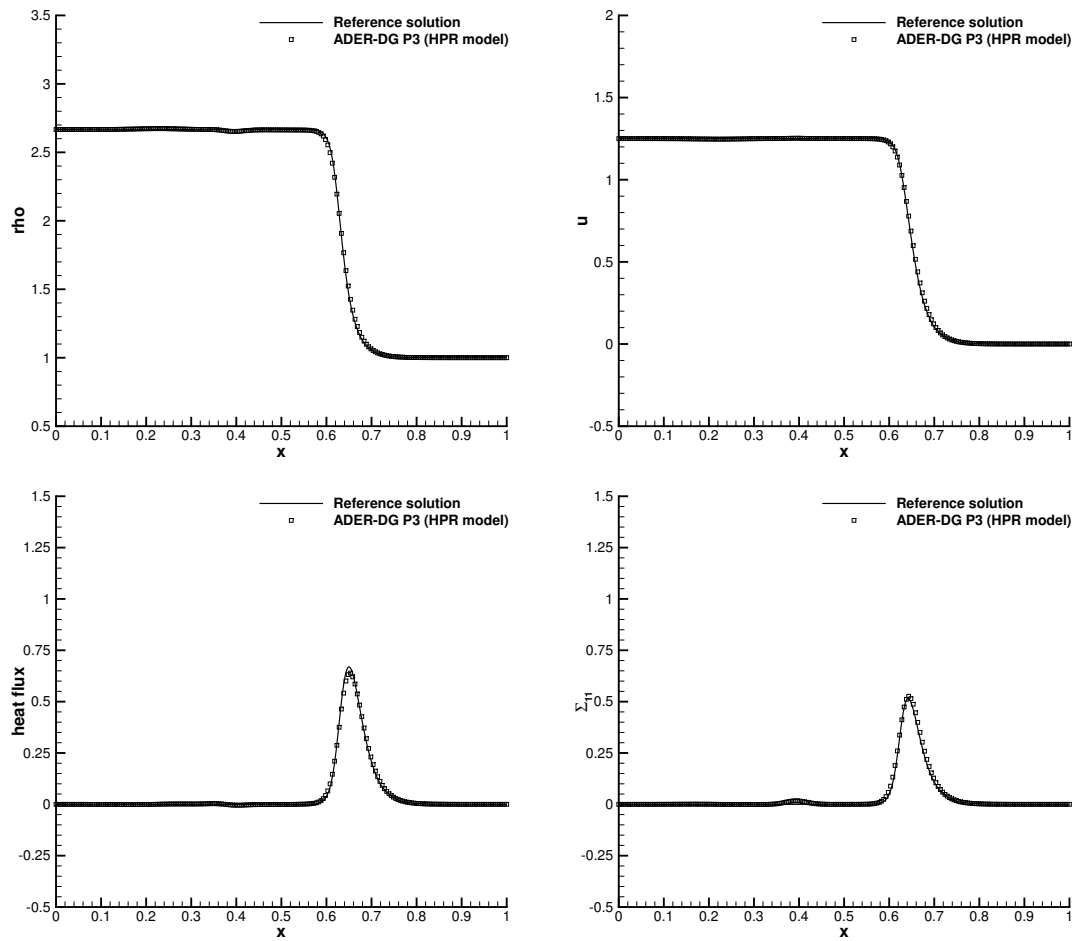 3.5
3
2.5
2
1.5
1
0.5
rho
0 0.1 0.2 0.3 0.4 0.5 0.6 0.7 0.8 0.9 1
x
Reference solution
ADER-DG P3 (HPR model)
2
1.5
1
0.5
0
-0.5
u
0 0.1 0.2 0.3 0.4 0.5 0.6 0.7 0.8 0.9 1
x
Reference solution
ADER-DG P3 (HPR model)
1.5
1.25
1
0.75
0.5
0.25
0
-0.25
-0.5
heat flux
0 0.1 0.2 0.3 0.4 0.5 0.6 0.7 0.8 0.9 1
x
Reference solution
ADER-DG P3 (HPR model)
1.5
1.25
1
0.75
0.5
0.25
0
-0.25
-0.5
Σ11
0 0.1 0.2 0.3 0.4 0.5 0.6 0.7 0.8 0.9 1
x
Reference solution
ADER-DG P3 (HPR model)